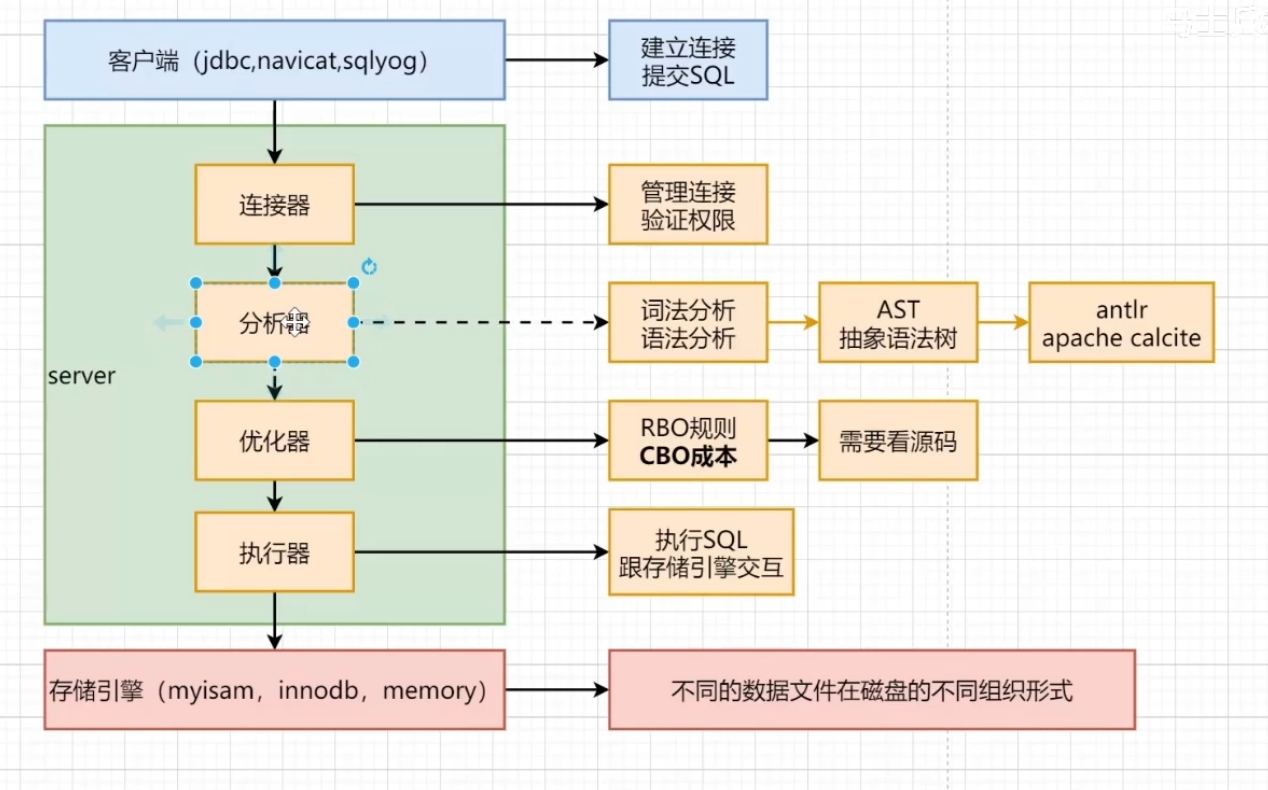 客户端（jdbc,navicat,sqlyog）
建立连接
提交SQL
连接器
管理连接
验证权限
分析器
词法分析
语法分析
AST
抽象语法树
antlr
apache calcite
server
优化器
RBO规则
CBO成本
需要看源码
执行器
执行SQL
跟存储引擎交互
存储引擎（myisam，innodb，memory）
不同的数据文件在磁盘的不同组织形式